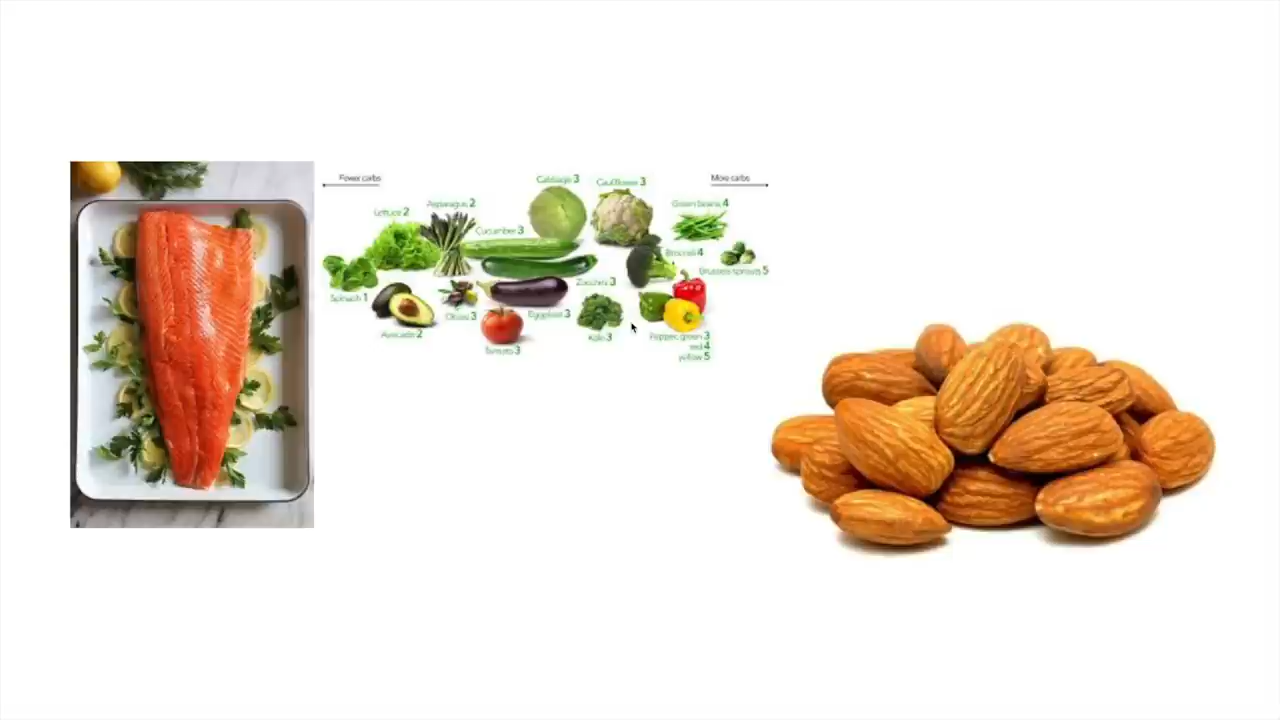 Fewer carbs
More carbs
Cabbage 3
Cauliflower 3
Asparagus 2
Green beans 4
Lettuce 2
Cucumber 3
Broccoli 4
Brussels sprouts 5
Zucchini 3
Spinach 1
Olives 3
Eggplant 3
Avocado 2
Kale 3
Pepper, green 3
red 4
yellow 5
Tomato 3